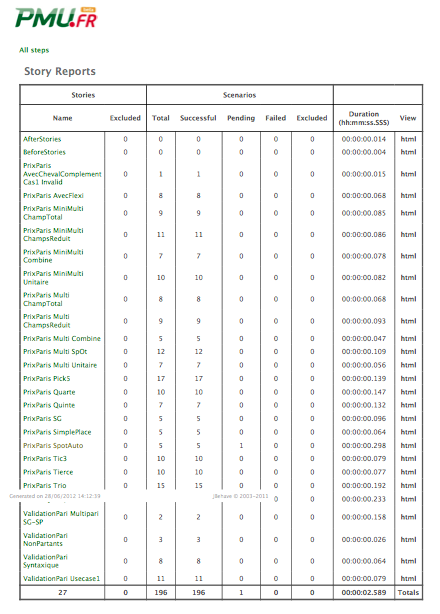 PMU.FR beta
All steps
Story Reports
Stories Scenarios
Name Excluded Total Successful Pending Failed Excluded Duration (hh:mm:ss.SSS) View
AfterStories 0 0 0 0 0 0 00:00:00.014 html
BeforeStories 0 0 0 0 0 0 00:00:00.004 html
PrixParis
AvecChevalComplement 0 1 1 0 0 0 00:00:00.015 html
Cas1 Invalid
PrixParis AvecFlexi 0 8 8 0 0 0 00:00:00.068 html
PrixParis MiniMulti
ChampTotal 0 9 9 0 0 0 00:00:00.085 html
PrixParis MiniMulti
ChampsReduit 0 11 11 0 0 0 00:00:00.086 html
PrixParis MiniMulti
Combine 0 7 7 0 0 0 00:00:00.078 html
PrixParis MiniMulti
Unitaire 0 10 10 0 0 0 00:00:00.082 html
PrixParis Multi
ChampTotal 0 8 8 0 0 0 00:00:00.068 html
PrixParis Multi
ChampsReduit 0 9 9 0 0 0 00:00:00.093 html
PrixParis Multi Combine 0 5 5 0 0 0 00:00:00.047 html
PrixParis Multi SpOt 0 12 12 0 0 0 00:00:00.109 html
PrixParis Multi Unitaire 0 7 7 0 0 0 00:00:00.056 html
PrixParis Pick5 0 17 17 0 0 0 00:00:00.139 html
PrixParis Quarte 0 10 10 0 0 0 00:00:00.147 html
PrixParis Quinte 0 7 7 0 0 0 00:00:00.132 html
PrixParis SG 0 5 5 0 0 0 00:00:00.096 html
PrixParis SimplePlace 0 5 5 0 0 0 00:00:00.064 html
PrixParis SpotAuto 0 5 5 1 0 0 00:00:00.298 html
PrixParis Tic3 0 10 10 0 0 0 00:00:00.079 html
PrixParis Tierce 0 10 10 0 0 0 00:00:00.077 html
PrixParis Trio 0 15 15 0 0 0 00:00:00.192 html
Generated on 28/06/2012 14:12:39 JBehave © 2003-2011 0 0 00:00:00.233 html
ValidationPari Multipari
SG-SP 0 2 2 0 0 0 00:00:00.158 html
ValidationPari
NonPartants 0 3 3 0 0 0 00:00:00.026 html
ValidationPari
Syntaxique 0 8 8 0 0 0 00:00:00.064 html
ValidationPari Usecase1 0 11 11 0 0 0 00:00:00.079 html
27 0 196 196 1 0 0 00:00:02.589 Totals